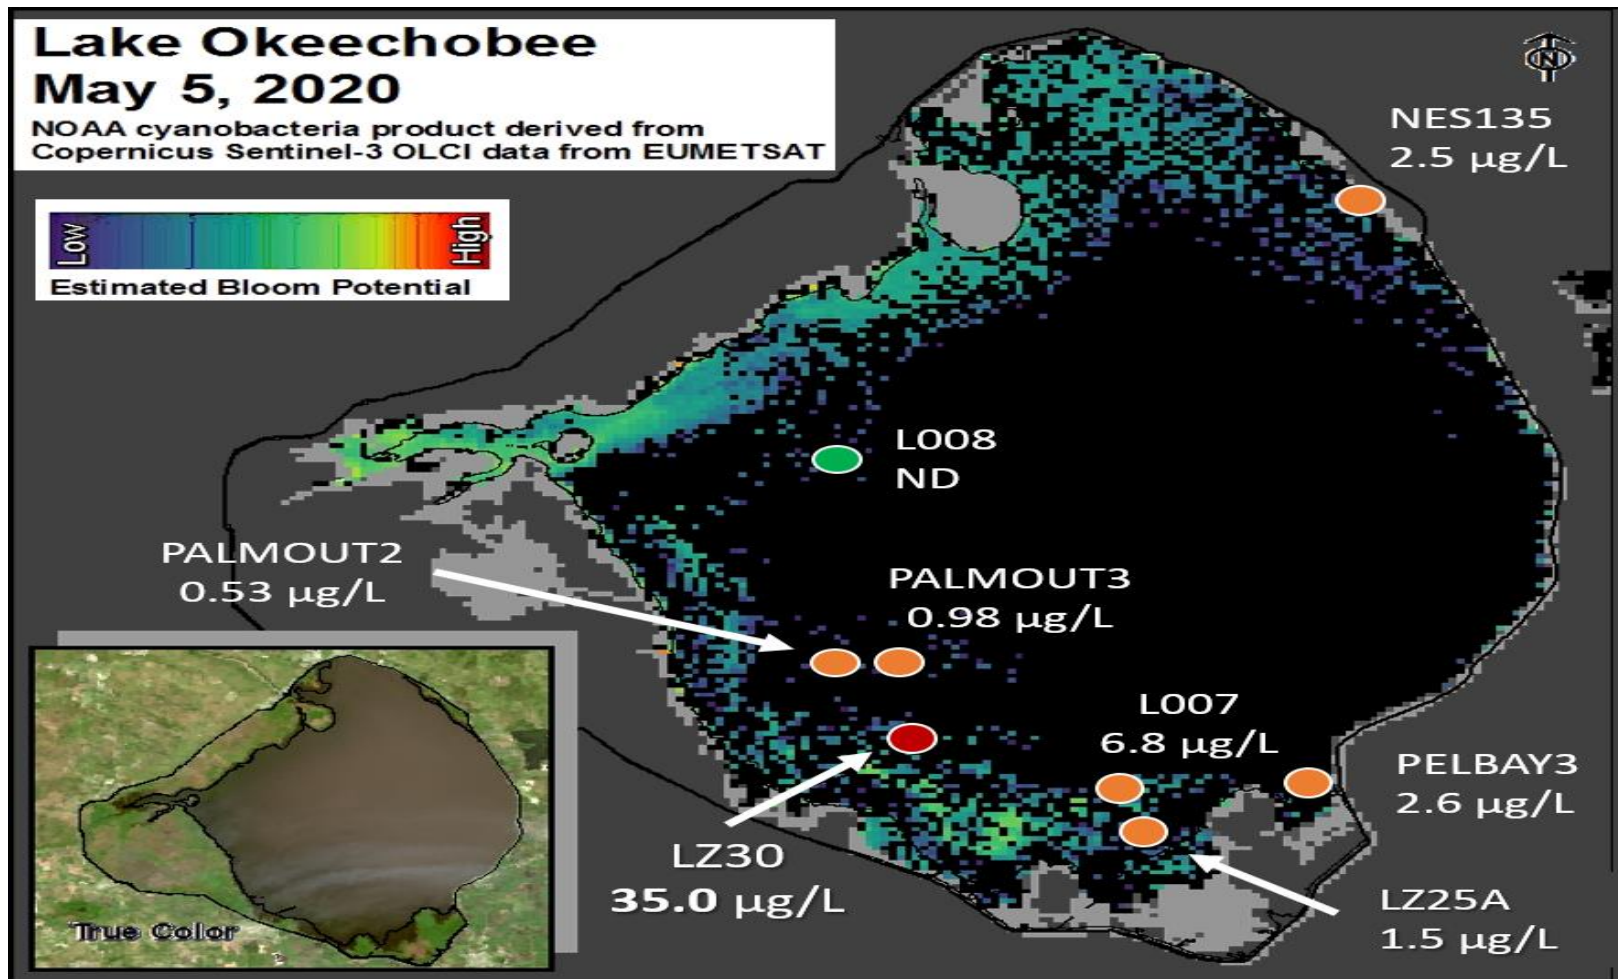 Lake Okeechobee
May 5, 2020
NOAA cyanobacteria product derived from
Copernicus Sentinel-3 OLCI data from EUMETSAT
N
Low
High
Estimated Bloom Potential
NES135
2.5 µg/L
L008
ND
PALMOUT2
0.53 µg/L
PALMOUT3
0.98 µg/L
L007
6.8 µg/L
PELBAY3
2.6 µg/L
LZ30
35.0 µg/L
LZ25A
1.5 µg/L
True Color